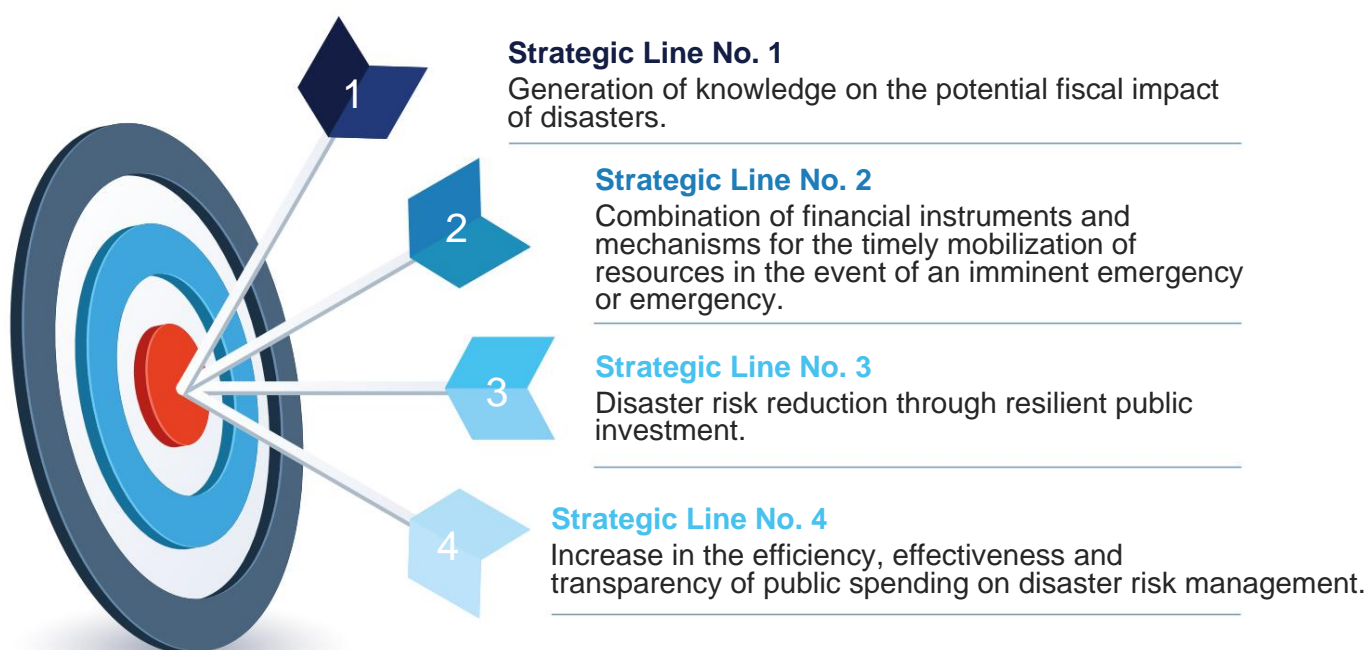 1
Strategic Line No. 1
Generation of knowledge on the potential fiscal impact
of disasters.
2
Strategic Line No. 2
Combination of financial instruments and
mechanisms for the timely mobilization of
resources in the event of an imminent emergency
or emergency.
3
Strategic Line No. 3
Disaster risk reduction through resilient public
investment.
4
Strategic Line No. 4
Increase in the efficiency, effectiveness and
transparency of public spending on disaster risk management.